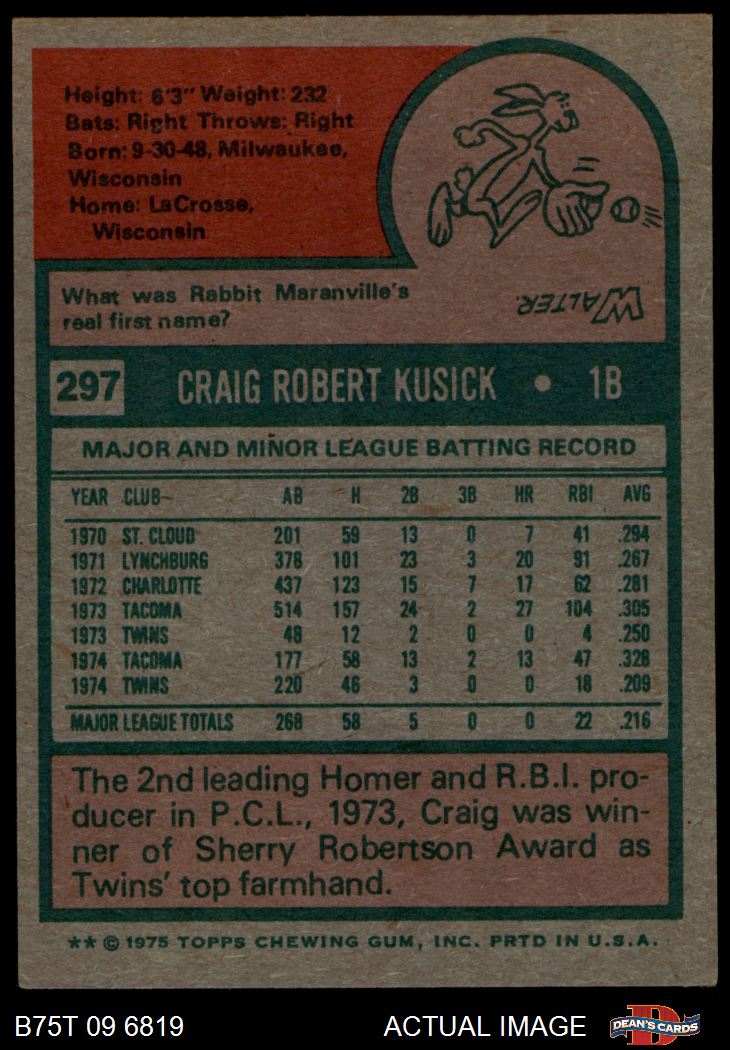 Height: 6'3" Weight: 232
Bats: Right Throws: Right
Born: 9-30-48, Milwaukee,
Wisconsin
Home: LaCrosse,
Wisconsin
What was Rabbit Maranville's
real first name?
WALTER.
297 CRAIG ROBERT KUSICK • 1B
MAJOR AND MINOR LEAGUE BATTING RECORD
YEAR CLUB AB H 2B 3B HR RBI AVG
1970 ST. CLOUD 201 59 13 0 7 41 .294
1971 LYNCHBURG 378 101 23 3 20 91 .267
1972 CHARLOTTE 437 123 15 7 17 62 .281
1973 TACOMA 514 157 24 2 27 104 .305
1973 TWINS 48 12 2 0 0 4 .250
1974 TACOMA 177 58 13 2 13 47 .328
1974 TWINS 220 46 3 0 0 18 .209
MAJOR LEAGUE TOTALS 268 58 5 0 0 22 .216
The 2nd leading Homer and R.B.I. pro-
ducer in P.C.L., 1973, Craig was win-
ner of Sherry Robertson Award as
Twins' top farmhand.
** © 1975 TOPPS CHEWING GUM, INC. PRTD IN U.S.A.
B75T 09 6819 ACTUAL IMAGE DEAN'S CARDS